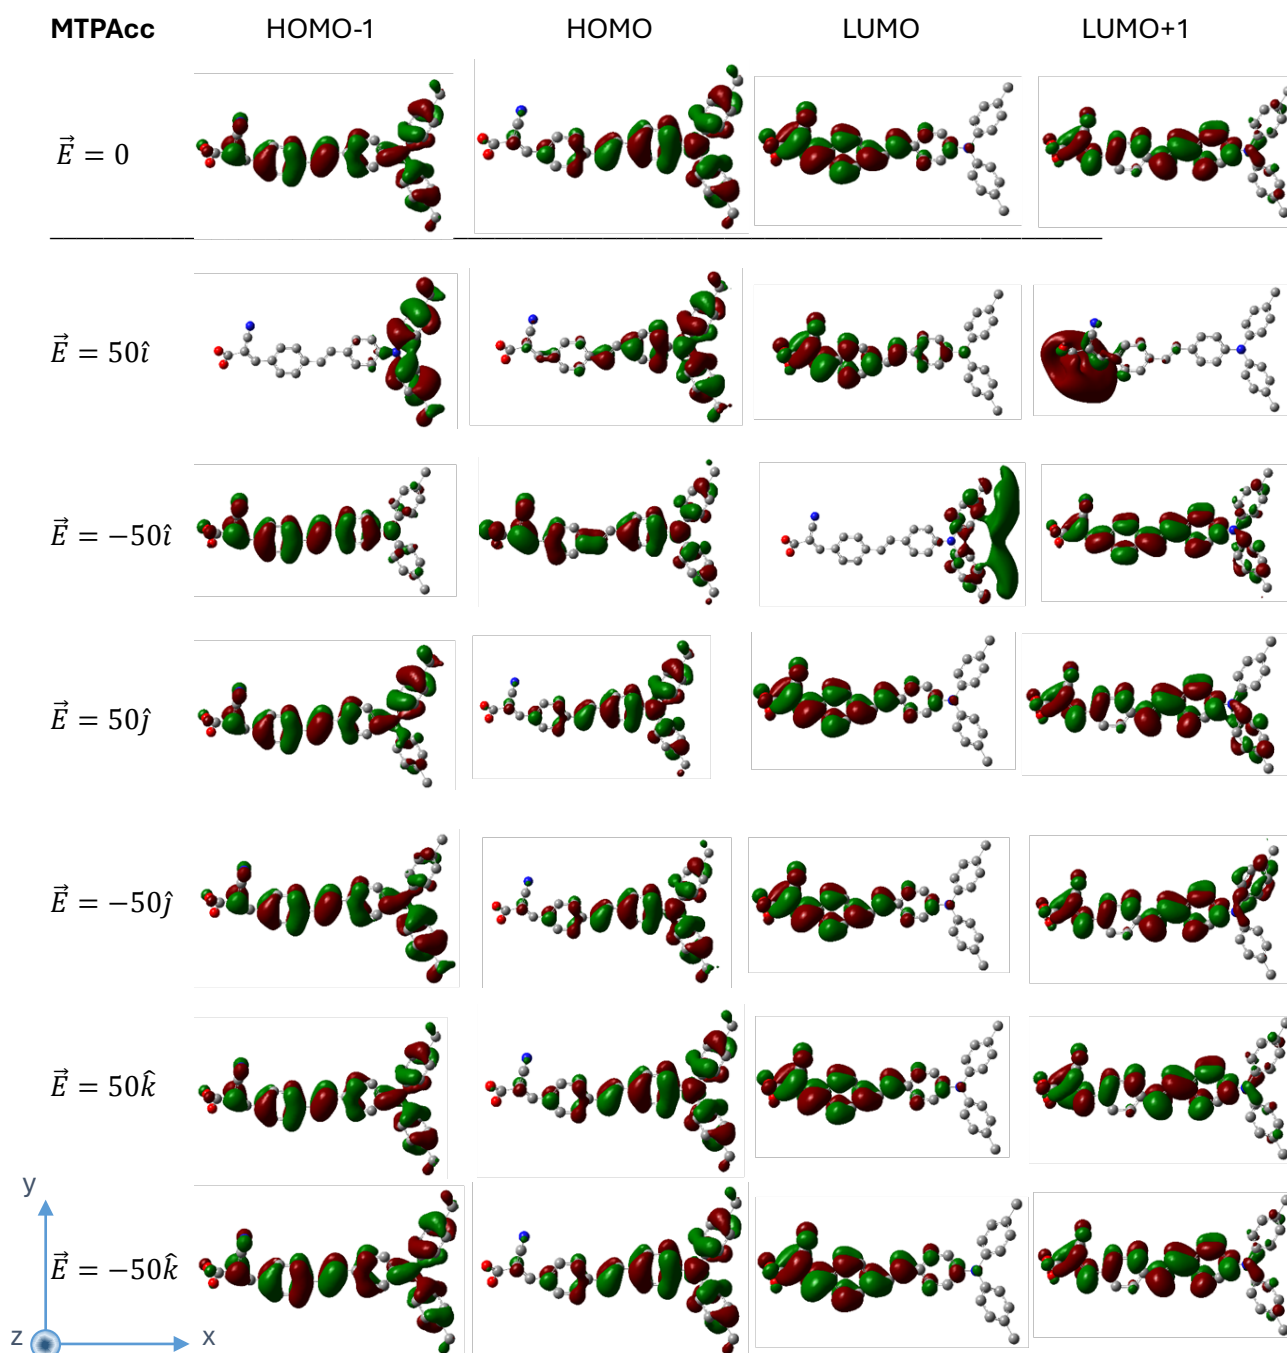 MTPAcc HOMO-1 HOMO LUMO LUMO+1
E⃗ = 0
E⃗ = 50î
E⃗ = −50î
E⃗ = 50ĵ
E⃗ = −50ĵ
E⃗ = 50k̂
y
E⃗ = −50k̂
z x